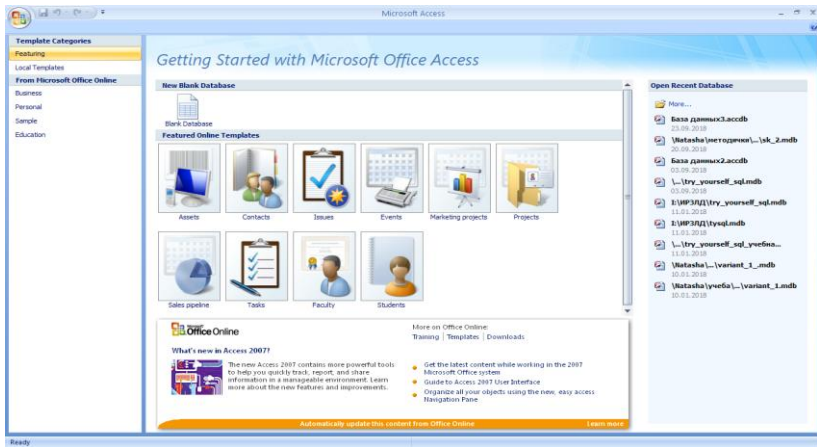 Microsoft Access
Template Categories
Featuring
Local Templates
From Microsoft Office Online
Business
Personal
Sample
Education
Getting Started with Microsoft Office Access
New Blank Database
Blank Database
Featured Online Templates
Assets
Contacts
Issues
Events
Marketing projects
Projects
Sales pipeline
Tasks
Faculty
Students
Microsoft
Office Online
What's new in Access 2007?
The new Access 2007 contains more powerful tools
to help you quickly track, report, and share
information in a manageable environment. Learn
more about the new features and improvements.
More on Office Online:
Training | Templates | Downloads
Get the latest content while working in the 2007
Microsoft Office system
Guide to Access 2007 User Interface
Organize all your objects using the new, easy access
Navigation Pane
Automatically update this content from Office Online
Learn more
Open Recent Database
More...
База данных3.accdb
23.09.2018
\Natasha\методички\...\sk_2.mdb
20.09.2018
База данных2.accdb
03.09.2018
\...\try_yourself_sql.mdb
03.09.2018
I:\ИРЗЛД\try_yourself_sql.mdb
11.01.2018
I:\ИРЗЛД\tysql.mdb
11.01.2018
\...\try_yourself_sql_учебна...
11.01.2018
\Natasha\...\variant_1_.mdb
10.01.2018
\Natasha\учеба\...\variant_1.mdb
10.01.2018
Ready